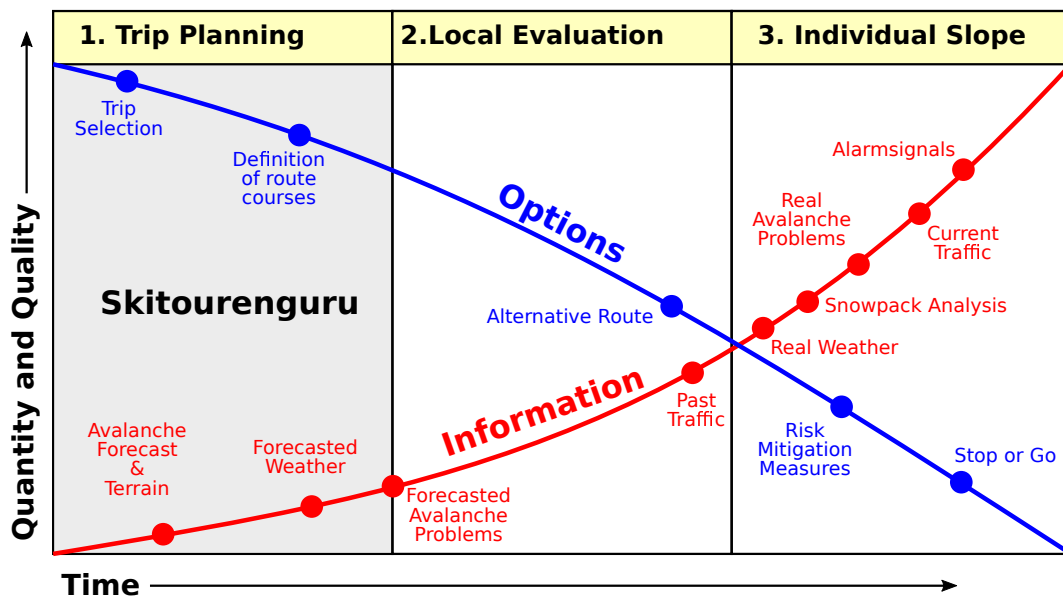 1. Trip Planning
2.Local Evaluation
3. Individual Slope
Quantity and Quality
Trip
Selection
Definition
of route
courses
Options
Alarmsignals
Real
Avalanche
Problems
Current
Traffic
Skitourenguru
Alternative Route
Snowpack Analysis
Real Weather
Information
Past
Traffic
Avalanche
Forecast
&
Terrain
Forecasted
Weather
Forecasted
Avalanche
Problems
Risk
Mitigation
Measures
Stop or Go
Time